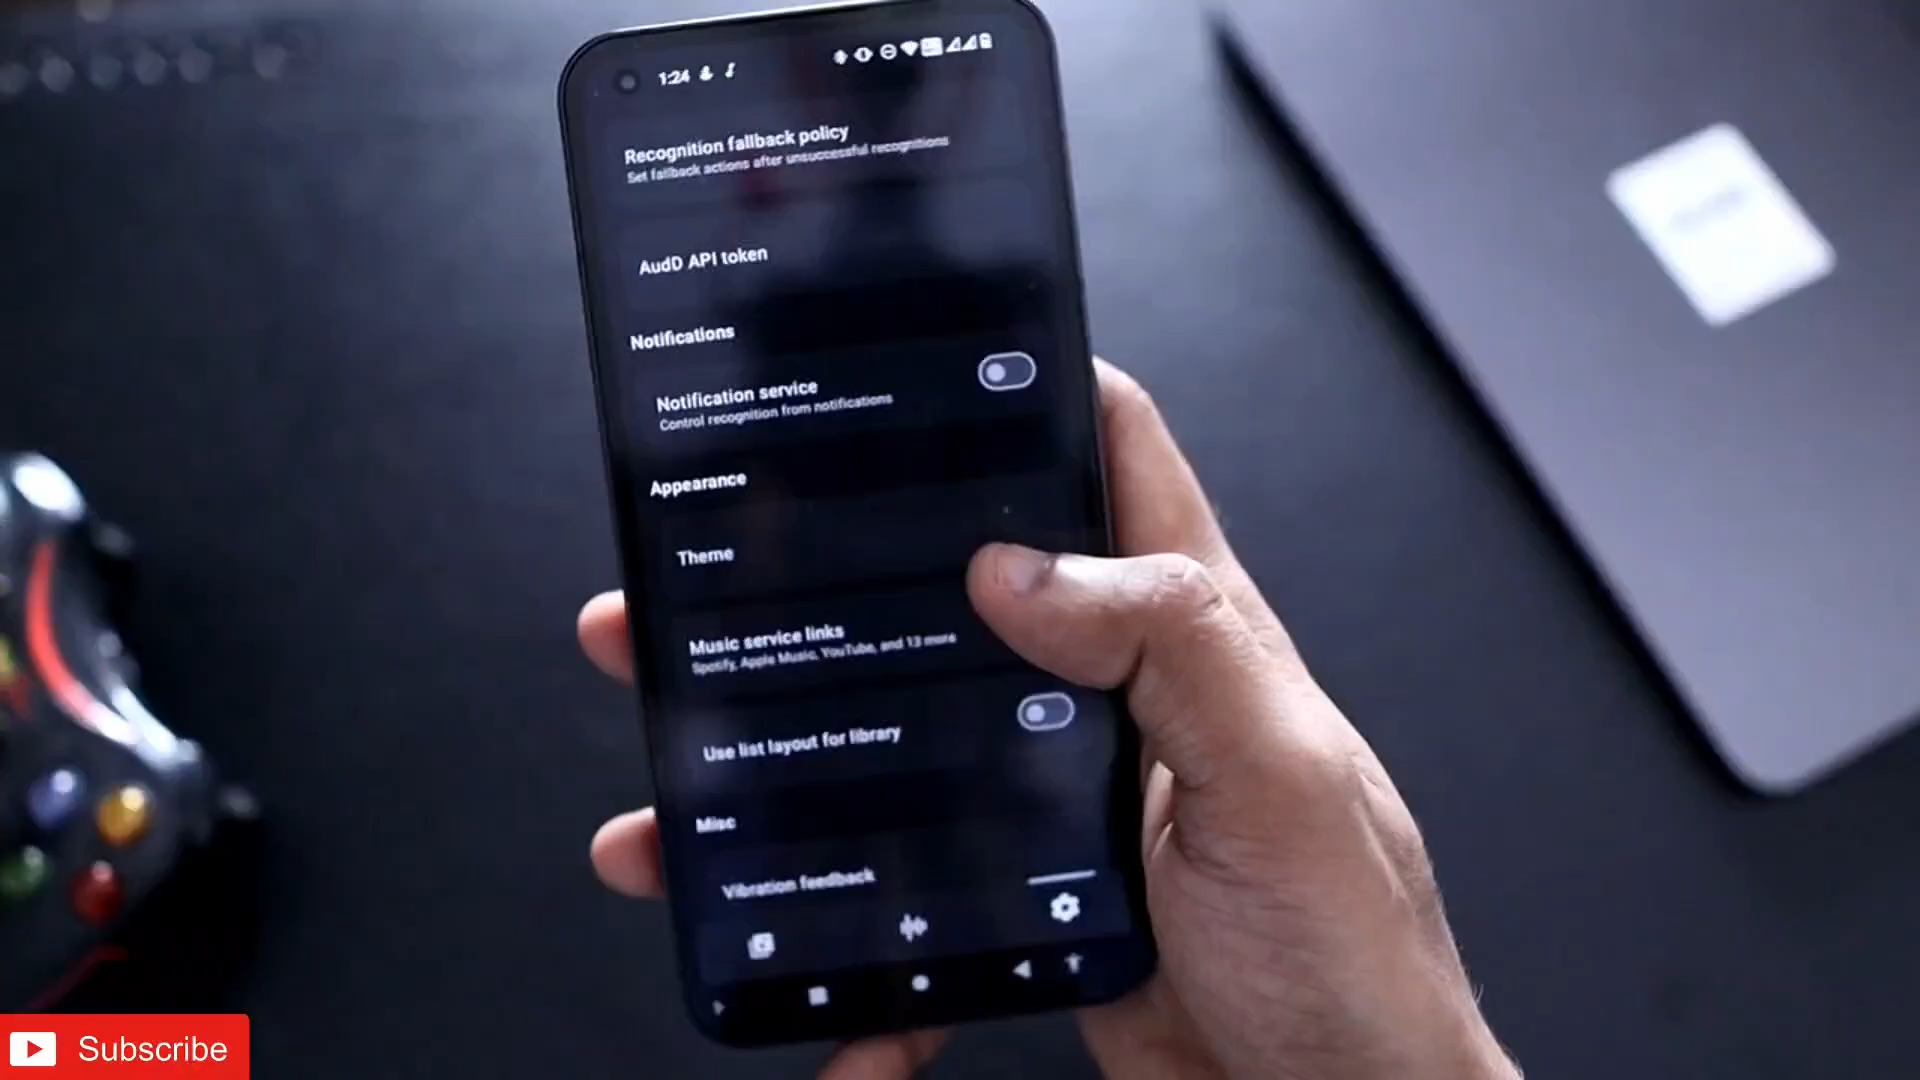 1:24
Recognition fallback policy
Set fallback actions after unsuccessful recognitions
AudD API token
Notifications
Notification service
Control recognition from notifications
Appearance
Theme
Music service links
Spotify, Apple Music, YouTube, and 13 more
Use list layout for library
Misc
Vibration feedback
Subscribe